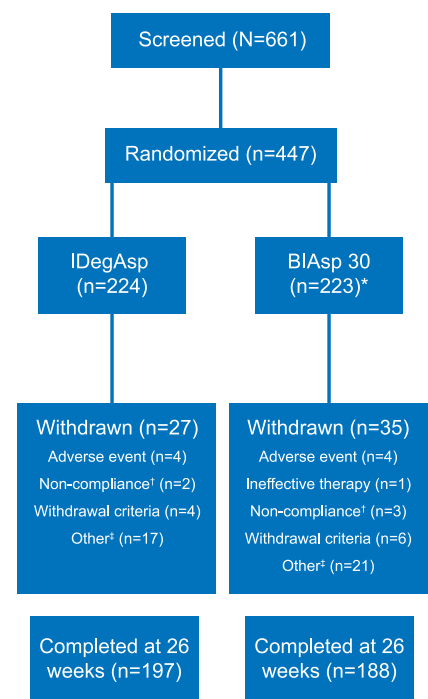 Screened (N=661)
Randomized (n=447)
IDegAsp
(n=224)
BIAsp 30
(n=223)*
Withdrawn (n=27)
Adverse event (n=4)
Non-compliance† (n=2)
Withdrawal criteria (n=4)
Other‡ (n=17)
Withdrawn (n=35)
Adverse event (n=4)
Ineffective therapy (n=1)
Non-compliance† (n=3)
Withdrawal criteria (n=6)
Other‡ (n=21)
Completed at 26
weeks (n=197)
Completed at 26
weeks (n=188)